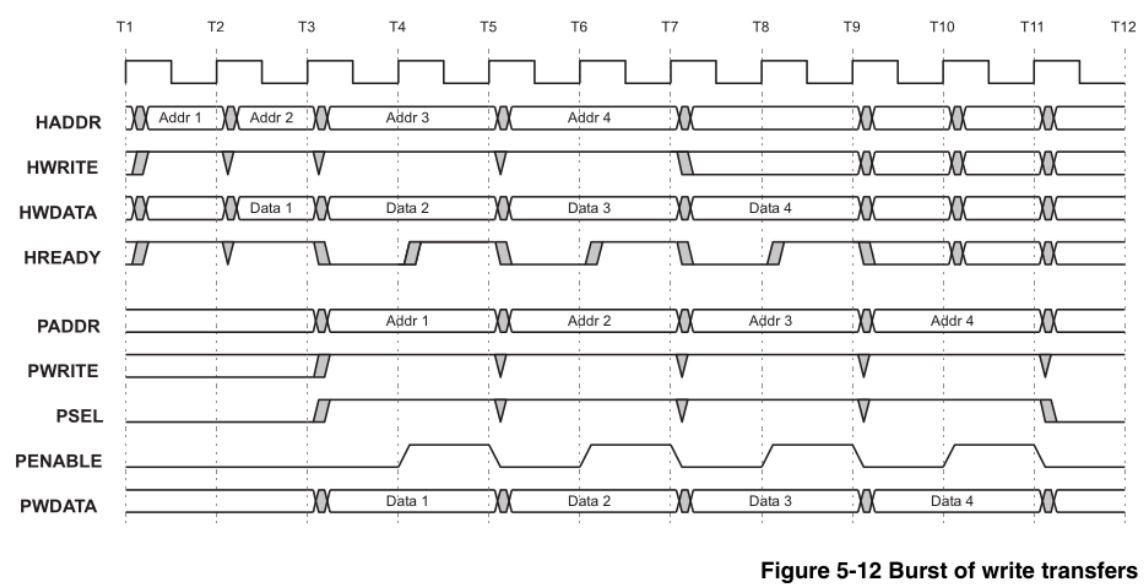 T1 T2 T3 T4 T5 T6 T7 T8 T9 T10 T11 T12
HADDR Addr 1 Addr 2 Addr 3 Addr 4
HWRITE
HWDATA Data 1 Data 2 Data 3 Data 4
HREADY
PADDR Addr 1 Addr 2 Addr 3 Addr 4
PWRITE
PSEL
PENABLE
PWDATA Data 1 Data 2 Data 3 Data 4
Figure 5-12 Burst of write transfers